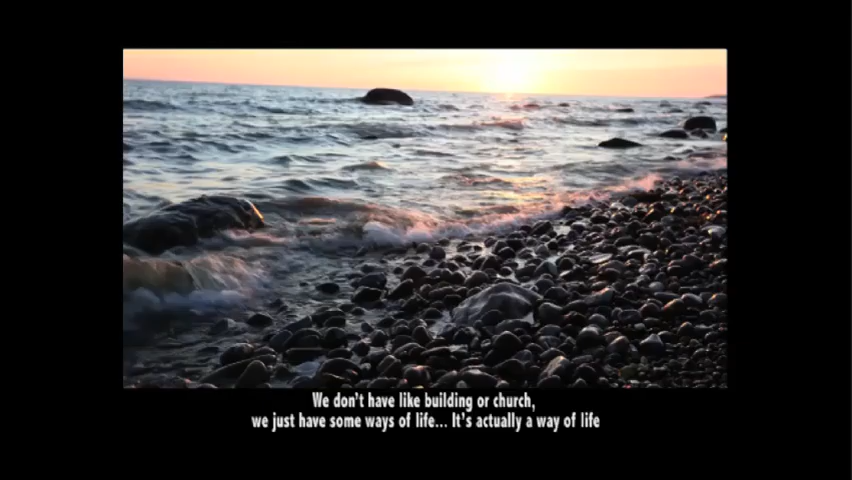 We don't have like building or church,
we just have some ways of life... It's actually a way of life